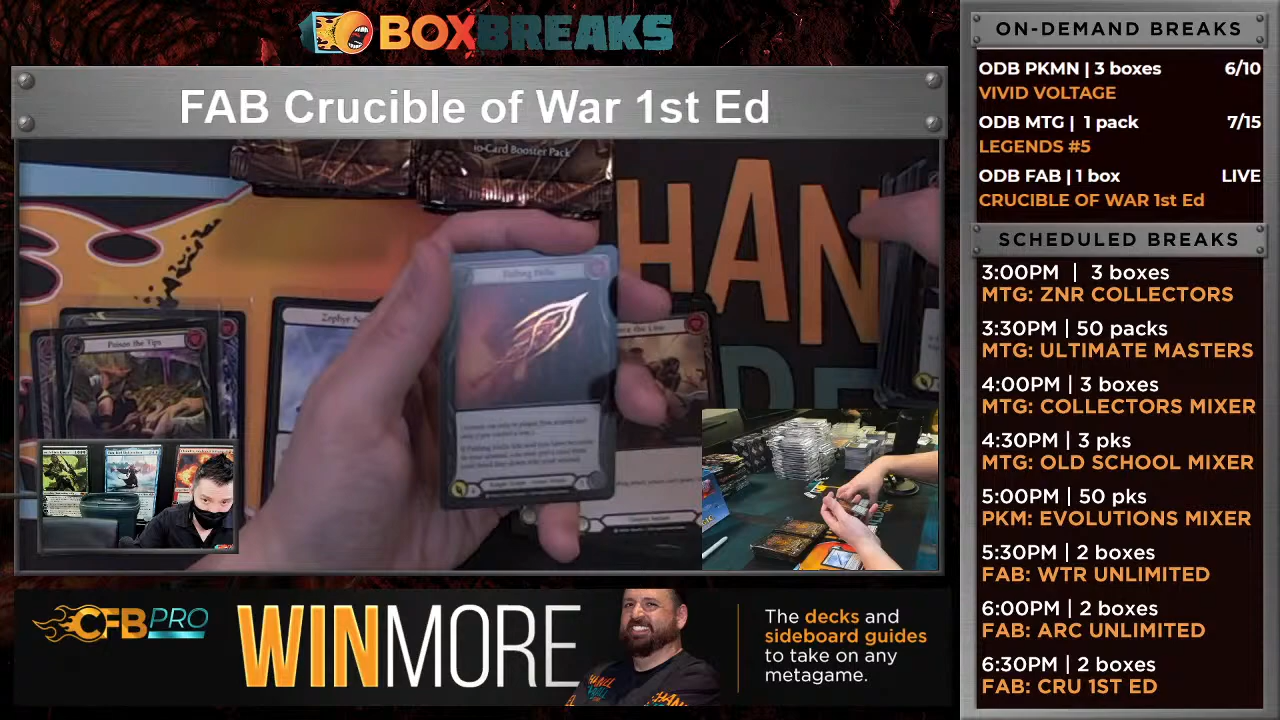 BOXBREAKS
FAB Crucible of War 1st Ed
10-Card Booster Pack
HAN
Poison the Tips
CFBPRO
WINMORE
The decks and
sideboard guides
to take on any
metagame.
ON-DEMAND BREAKS
ODB PKMN | 3 boxes 6/10
VIVID VOLTAGE
ODB MTG | 1 pack 7/15
LEGENDS #5
ODB FAB | 1 box LIVE
CRUCIBLE OF WAR 1st Ed
SCHEDULED BREAKS
3:00PM | 3 boxes
MTG: ZNR COLLECTORS
3:30PM | 50 packs
MTG: ULTIMATE MASTERS
4:00PM | 3 boxes
MTG: COLLECTORS MIXER
4:30PM | 3 pks
MTG: OLD SCHOOL MIXER
5:00PM | 50 pks
PKM: EVOLUTIONS MIXER
5:30PM | 2 boxes
FAB: WTR UNLIMITED
6:00PM | 2 boxes
FAB: ARC UNLIMITED
6:30PM | 2 boxes
FAB: CRU 1ST ED